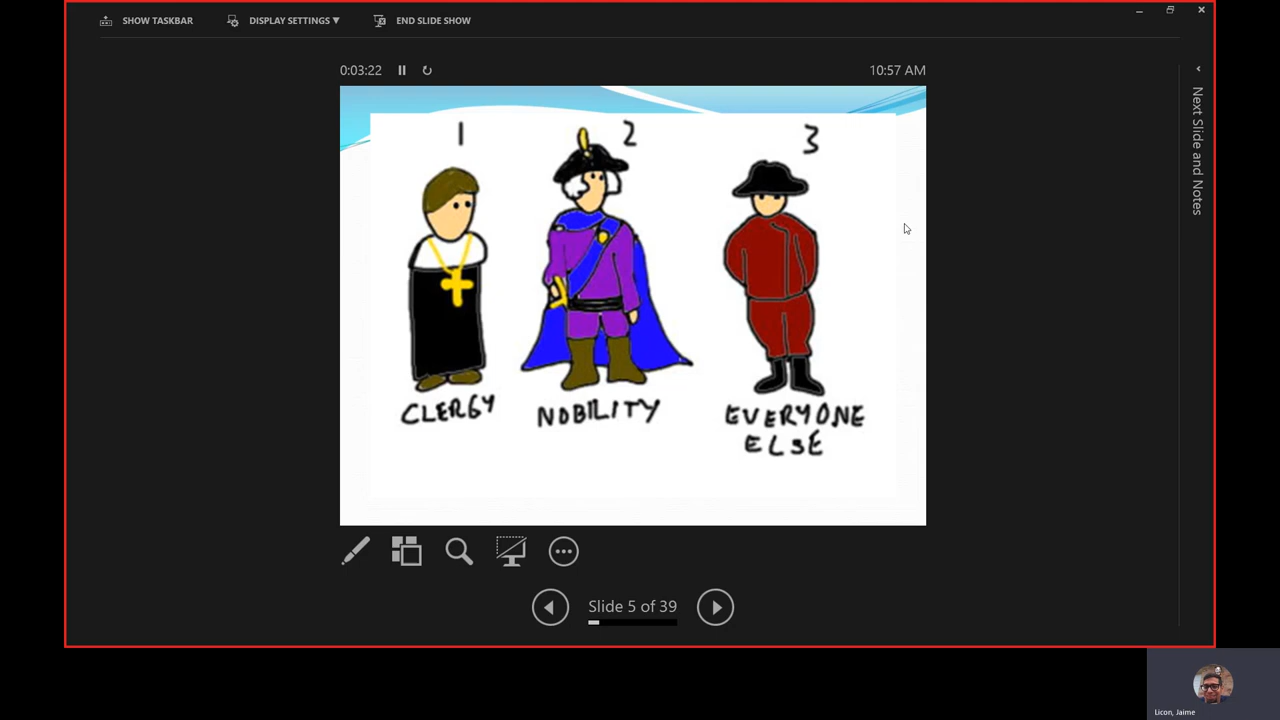 SHOW TASKBAR DISPLAY SETTINGS ▼ END SLIDE SHOW
0:03:22 10:57 AM
Next Slide and Notes
1 2 3
CLERGY NOBILITY EVERYONE
ELSE
Slide 5 of 39
Licon, Jaime